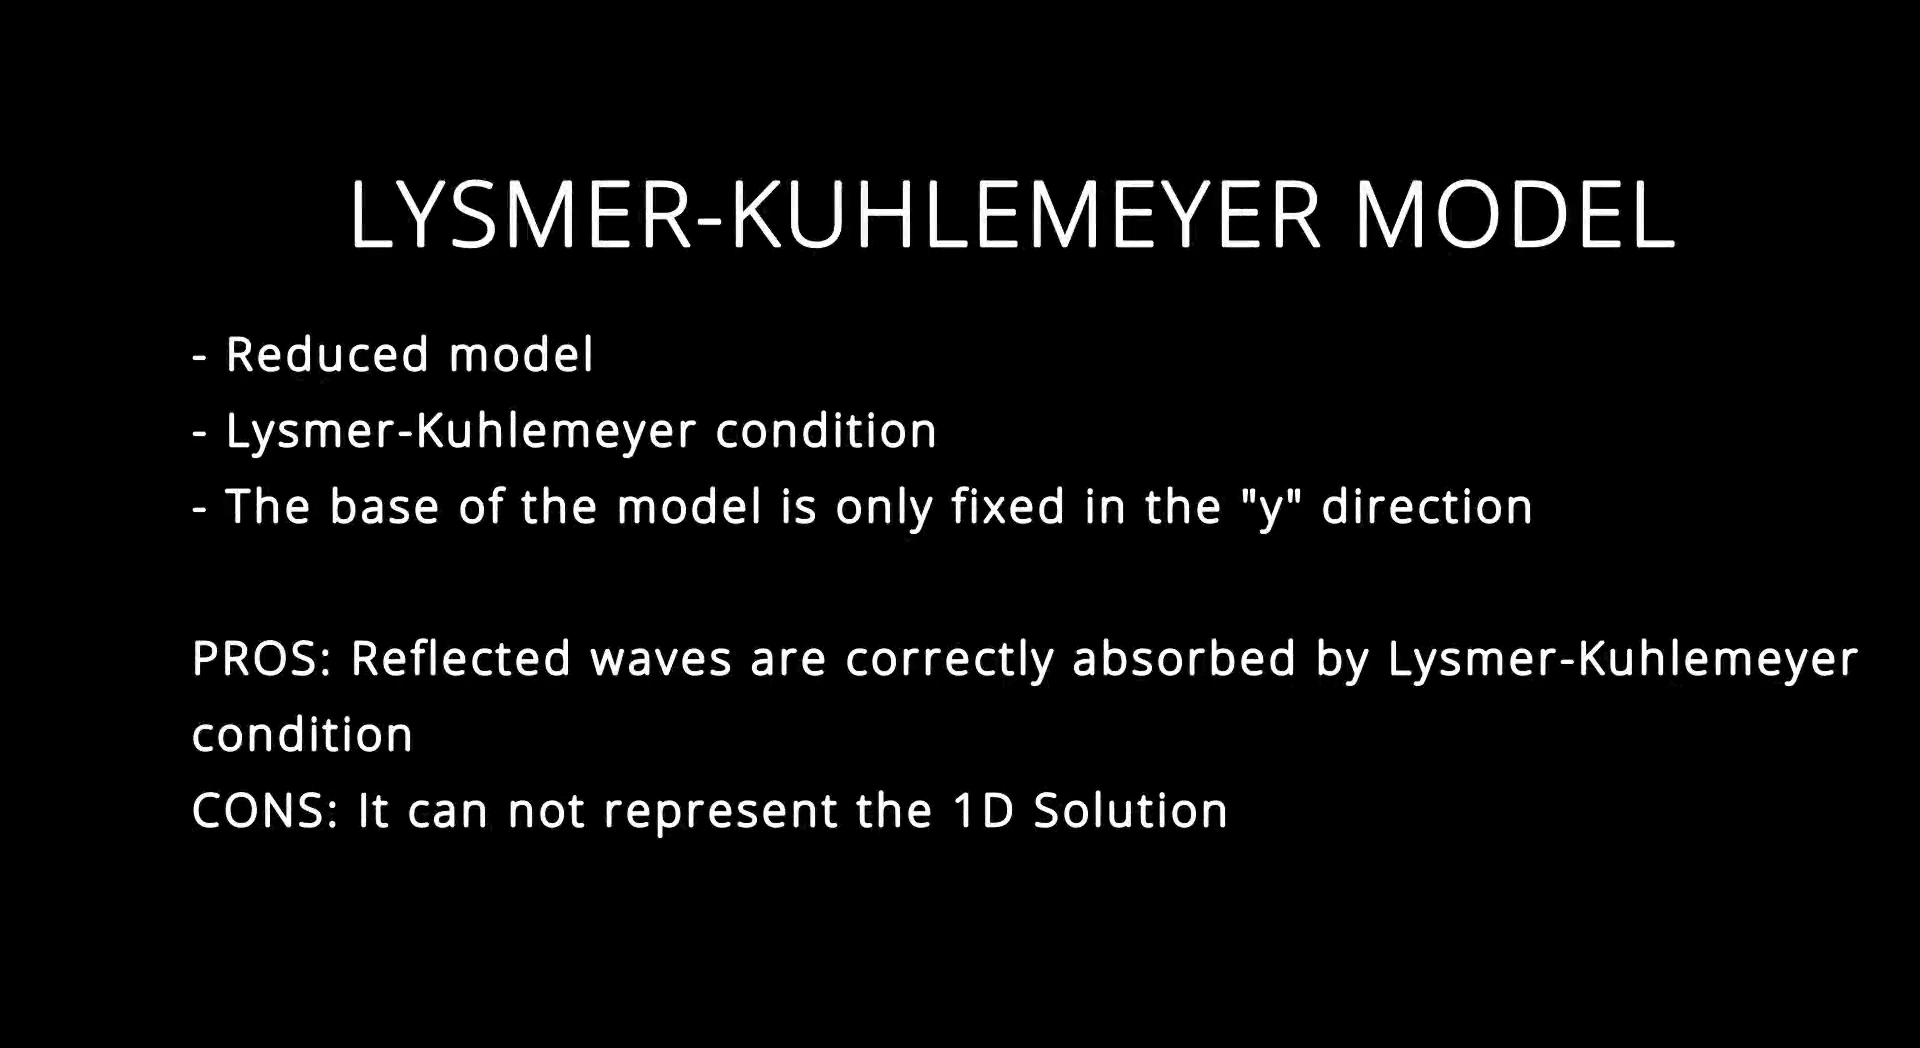 LYSMER-KUHLEMEYER MODEL
- Reduced model
- Lysmer-Kuhlemeyer condition
- The base of the model is only fixed in the "y" direction
PROS: Reflected waves are correctly absorbed by Lysmer-Kuhlemeyer
condition
CONS: It can not represent the 1D Solution